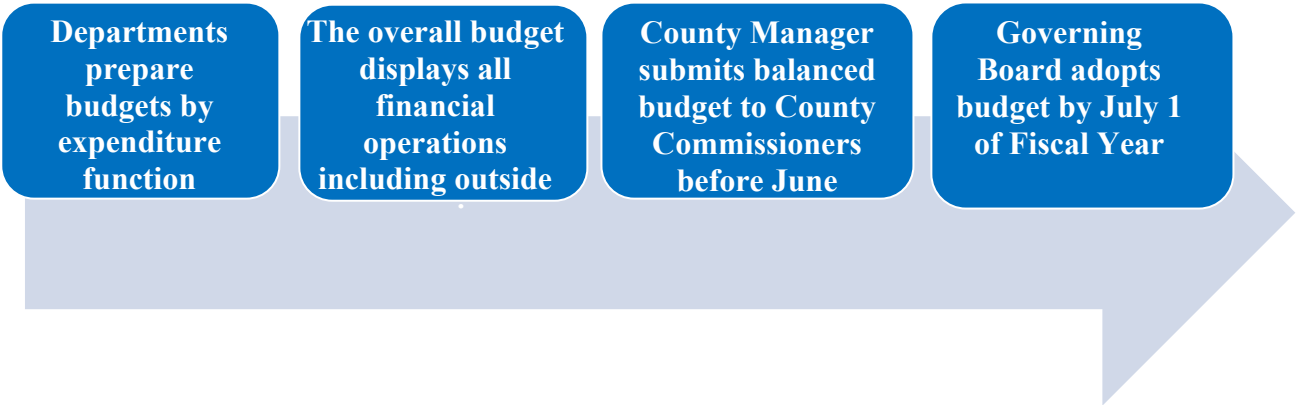 Departments
prepare
budgets by
expenditure
function
The overall budget
displays all
financial
operations
including outside
County Manager
submits balanced
budget to County
Commissioners
before June
Governing
Board adopts
budget by July 1
of Fiscal Year